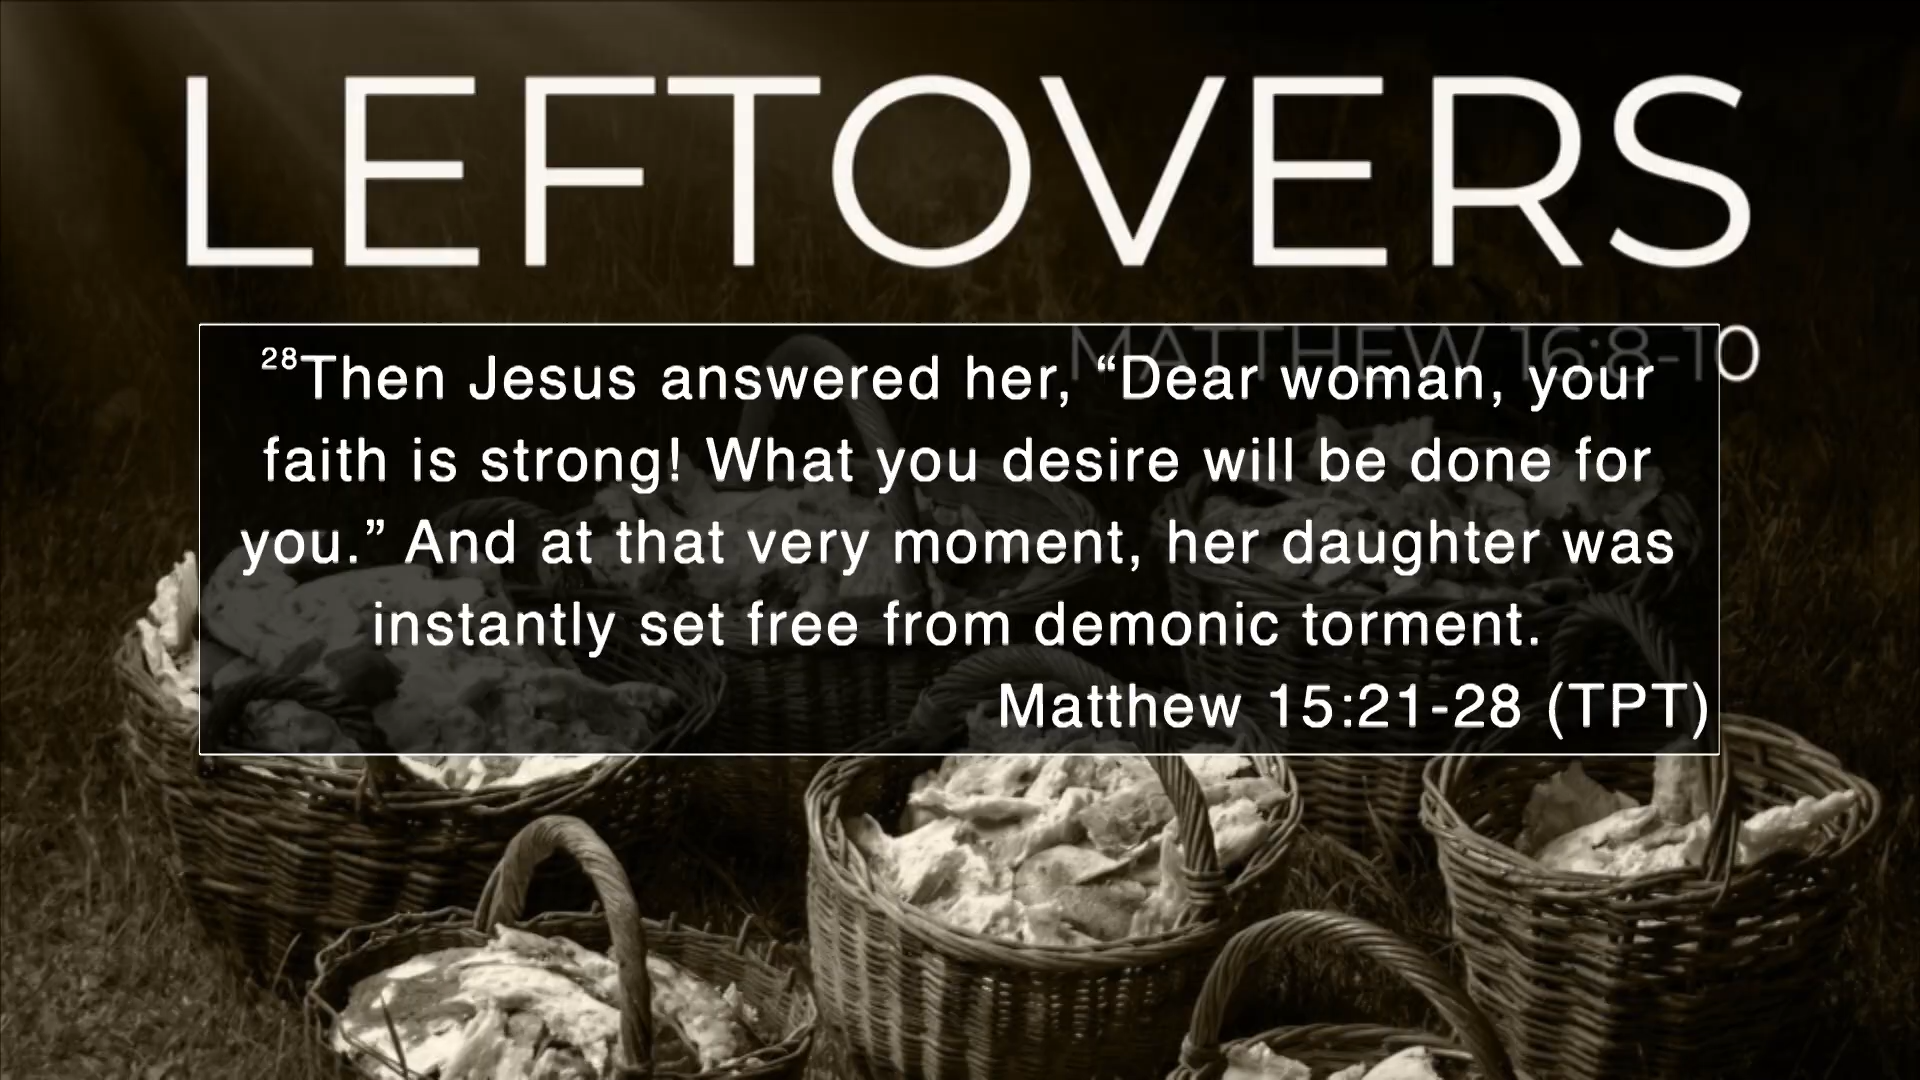 LEFTOVERS
MATTHEW 16:8-10
²⁸Then Jesus answered her, “Dear woman, your
faith is strong! What you desire will be done for
you.” And at that very moment, her daughter was
instantly set free from demonic torment.
Matthew 15:21-28 (TPT)